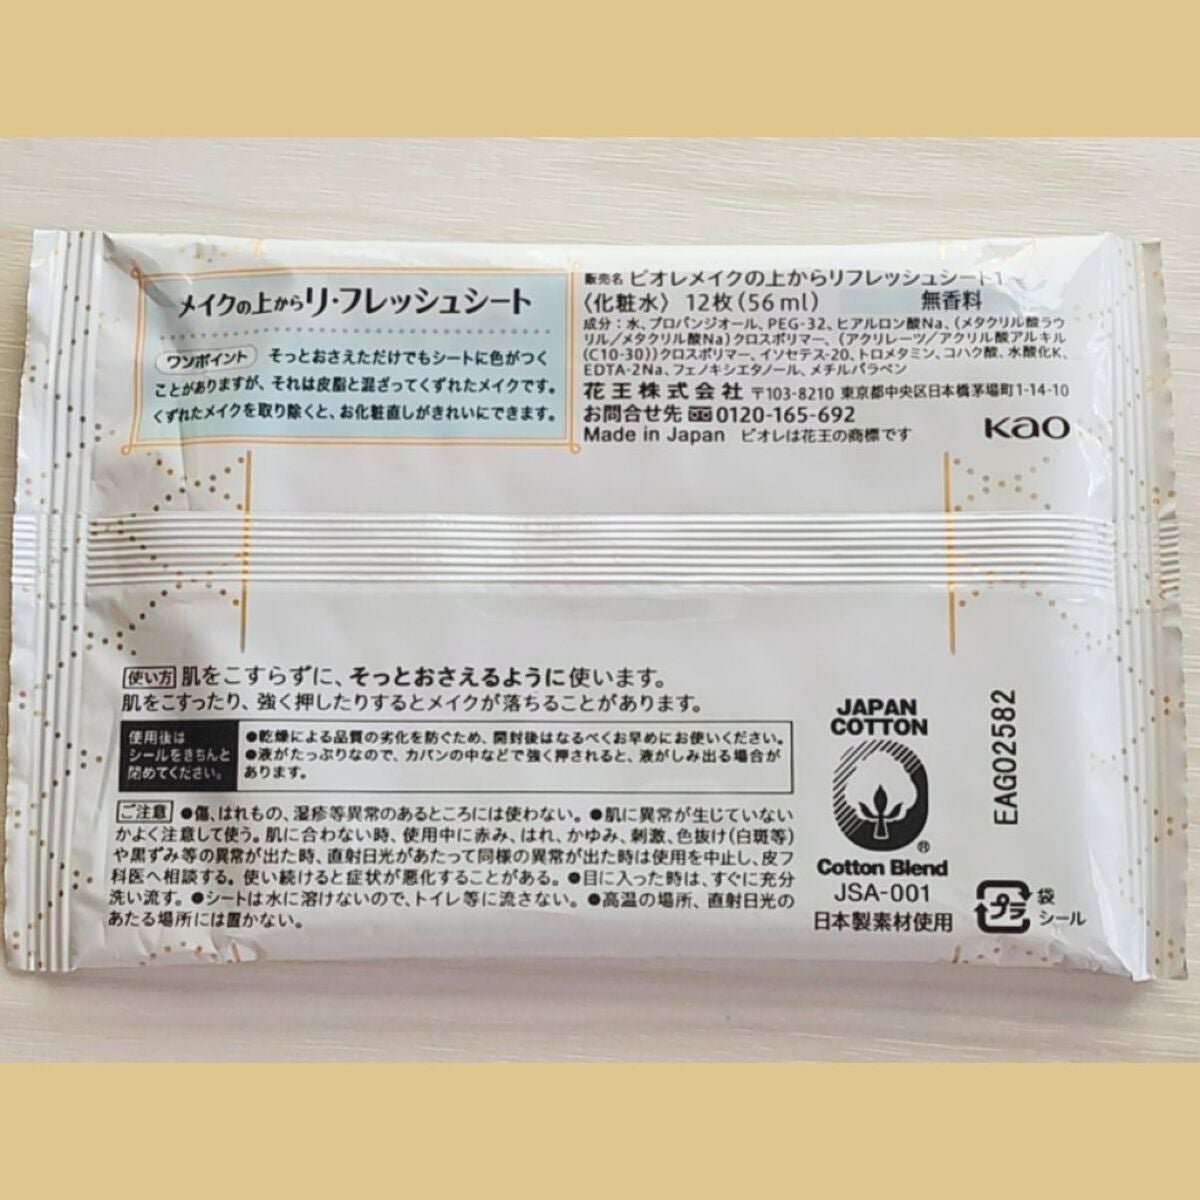 メイクの上からリ・フレッシュシート
ワンポイント そっとおさえただけでもシートに色がつく
ことがありますが、それは皮脂と混ざってくずれたメイクです。
くずれたメイクを取り除くと、お化粧直しがきれいにできます。
販売名 ビオレメイクの上からリフレッシュシート1
〈化粧水〉 12枚(56ml) 無香料
成分：水、プロパンジオール、PEG-32、ヒアルロン酸Na、(メタクリル酸ラウ
リル／メタクリル酸Na)クロスポリマー、(アクリレーツ／アクリル酸アルキル
(C10-30))クロスポリマー、イソセテス-20、トロメタミン、コハク酸、水酸化K、
EDTA-2Na、フェノキシエタノール、メチルパラベン
花王株式会社 〒103-8210 東京都中央区日本橋茅場町1-14-10
お問合せ先 0120-165-692
Made in Japan ビオレは花王の商標です
Kao
使い方 肌をこすらずに、そっとおさえるように使います。
肌をこすったり、強く押したりするとメイクが落ちることがあります。
使用後は
シールをきちんと
閉めてください。
●乾燥による品質の劣化を防ぐため、開封後はなるべくお早めにお使いください。
●液がたっぷりなので、カバンの中などで強く押されると、液がしみ出る場合が
あります。
ご注意 ●傷、はれもの、湿疹等異常のあるところには使わない。●肌に異常が生じていない
かよく注意して使う。肌に合わない時、使用中に赤み、はれ、かゆみ、刺激、色抜け(白斑等)
や黒ずみ等の異常が出た時、直射日光があたって同様の異常が出た時は使用を中止し、皮フ
科医へ相談する。使い続けると症状が悪化することがある。●目に入った時は、すぐに充分
洗い流す。●シートは水に溶けないので、トイレ等に流さない。●高温の場所、直射日光の
あたる場所には置かない。
JAPAN
COTTON
®
Cotton Blend
JSA-001
日本製素材使用
EAG02582
プラ
袋
シール